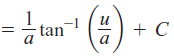 = 1/a tan⁻¹ (u/a) + C